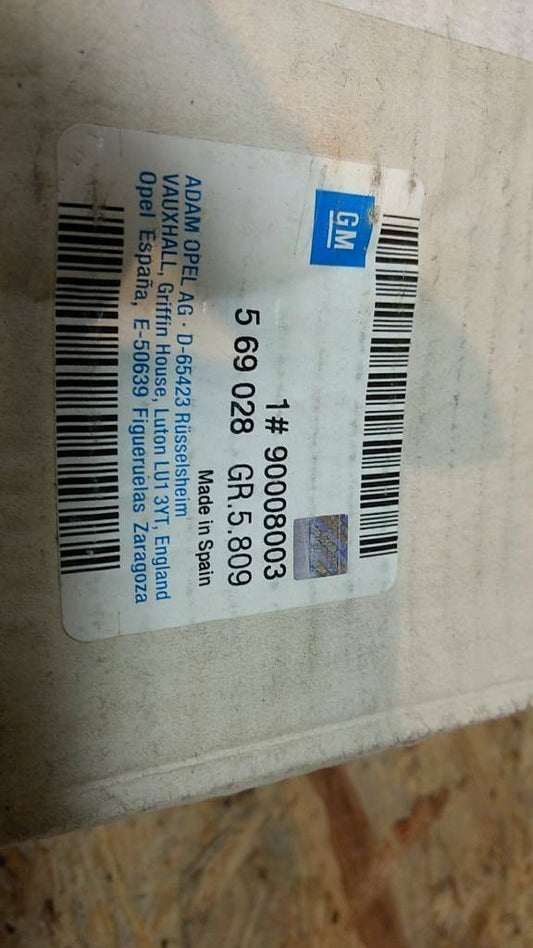 GM
1# 90008003
5 69 028 GR.5.809
Made in Spain
ADAM OPEL AG · D-65423 Rüsselsheim
VAUXHALL, Griffin House, Luton LU1 3YT, England
Opel España, E-50639 Figueruelas Zaragoza